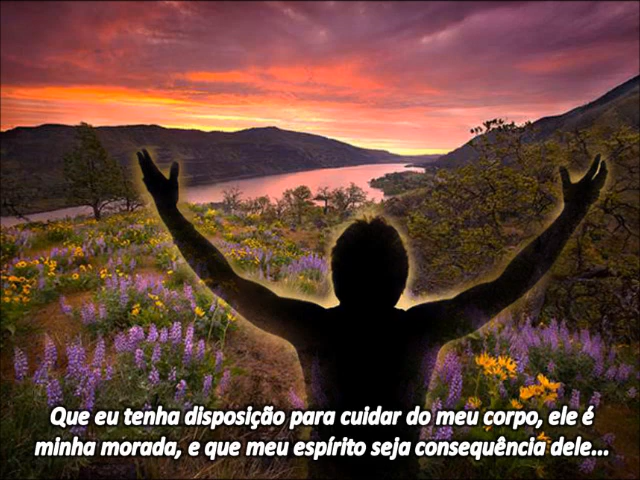 Que eu tenha disposição para cuidar do meu corpo, ele é
minha morada, e que meu espírito seja consequência dele...